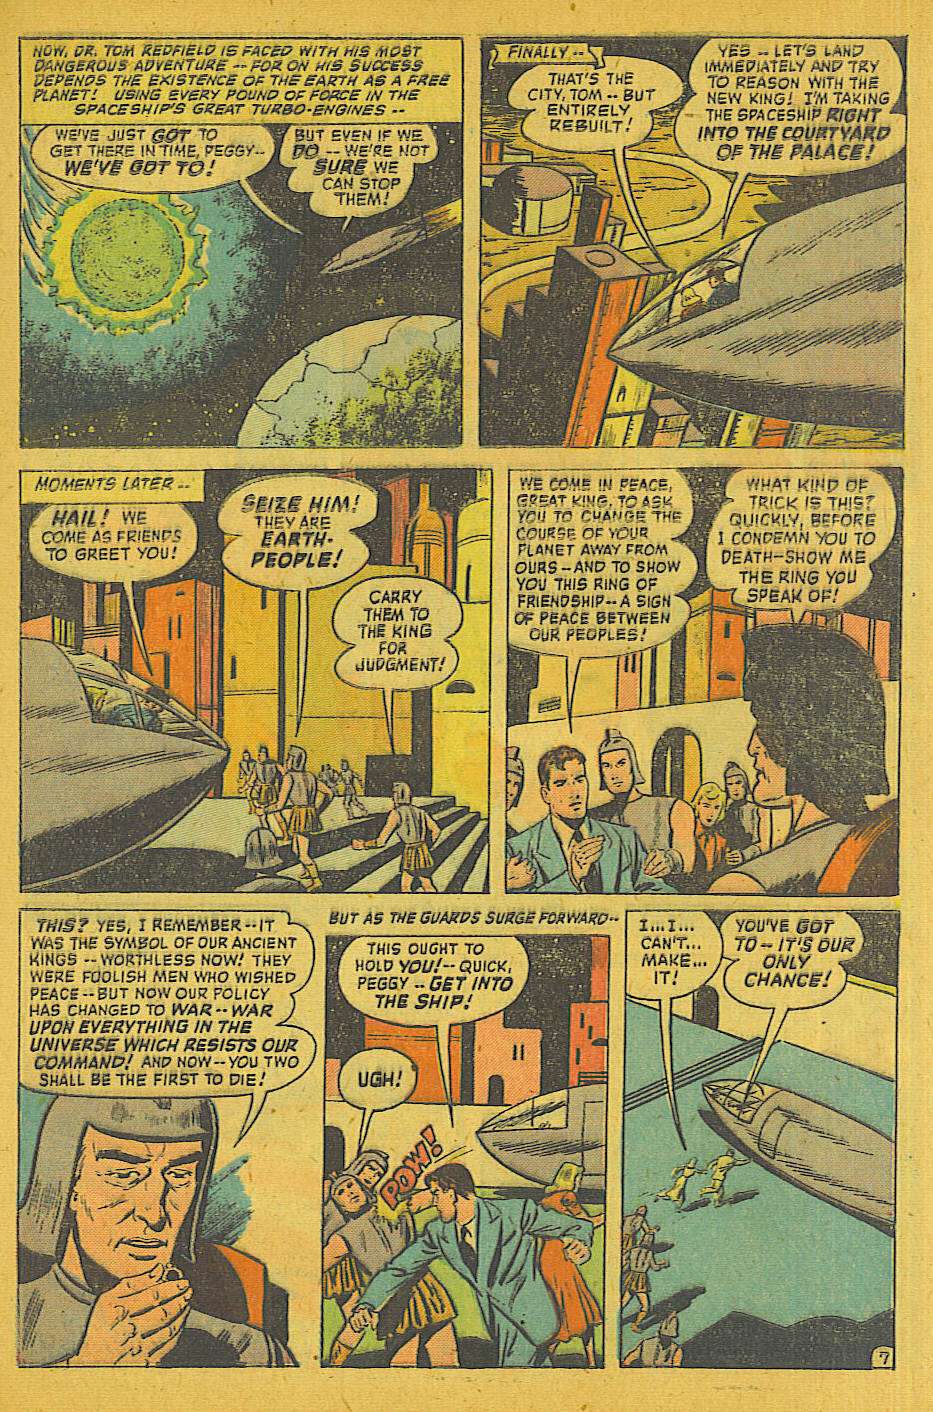 NOW, DR. TOM REDFIELD IS FACED WITH HIS MOST
DANGEROUS ADVENTURE -- FOR ON HIS SUCCESS
DEPENDS THE EXISTENCE OF THE EARTH AS A FREE
PLANET! USING EVERY POUND OF FORCE IN THE
SPACESHIP'S GREAT TURBO-ENGINES --
WE'VE JUST GOT TO
GET THERE IN TIME, PEGGY--
WE'VE GOT TO!
BUT EVEN IF WE
DO -- WE'RE NOT
SURE WE
CAN STOP
THEM!
FINALLY --
THAT'S THE
CITY, TOM -- BUT
ENTIRELY
REBUILT!
YES -- LET'S LAND
IMMEDIATELY AND TRY
TO REASON WITH THE
NEW KING! I'M TAKING
THE SPACESHIP RIGHT
INTO THE COURTYARD
OF THE PALACE!
MOMENTS LATER --
HAIL! WE
COME AS FRIENDS
TO GREET YOU!
SEIZE HIM!
THEY ARE
EARTH-
PEOPLE!
CARRY
THEM TO
THE KING
FOR
JUDGMENT!
WE COME IN PEACE,
GREAT KING, TO ASK
YOU TO CHANGE THE
COURSE OF YOUR
PLANET AWAY FROM
OURS -- AND TO SHOW
YOU THIS RING OF
FRIENDSHIP -- A SIGN
OF PEACE BETWEEN
OUR PEOPLES!
WHAT KIND OF
TRICK IS THIS?
QUICKLY, BEFORE
I CONDEMN YOU TO
DEATH--SHOW ME
THE RING YOU
SPEAK OF!
THIS? YES, I REMEMBER -- IT
WAS THE SYMBOL OF OUR ANCIENT
KINGS -- WORTHLESS NOW! THEY
WERE FOOLISH MEN WHO WISHED
PEACE -- BUT NOW OUR POLICY
HAS CHANGED TO WAR -- WAR
UPON EVERYTHING IN THE
UNIVERSE WHICH RESISTS OUR
COMMAND! AND NOW -- YOU TWO
SHALL BE THE FIRST TO DIE!
BUT AS THE GUARDS SURGE FORWARD--
THIS OUGHT TO
HOLD YOU! -- QUICK,
PEGGY -- GET INTO
THE SHIP!
UGH!
POW!
I... I...
CAN'T...
MAKE...
IT!
YOU'VE GOT
TO -- IT'S OUR
ONLY
CHANCE!
7